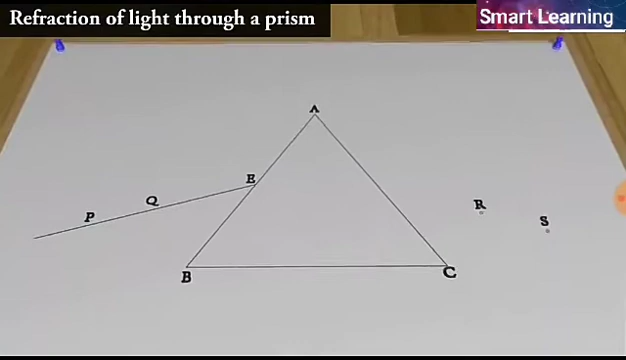 Refraction of light through a prism
Smart Learning
A
E
Q
P
R
S
B
C